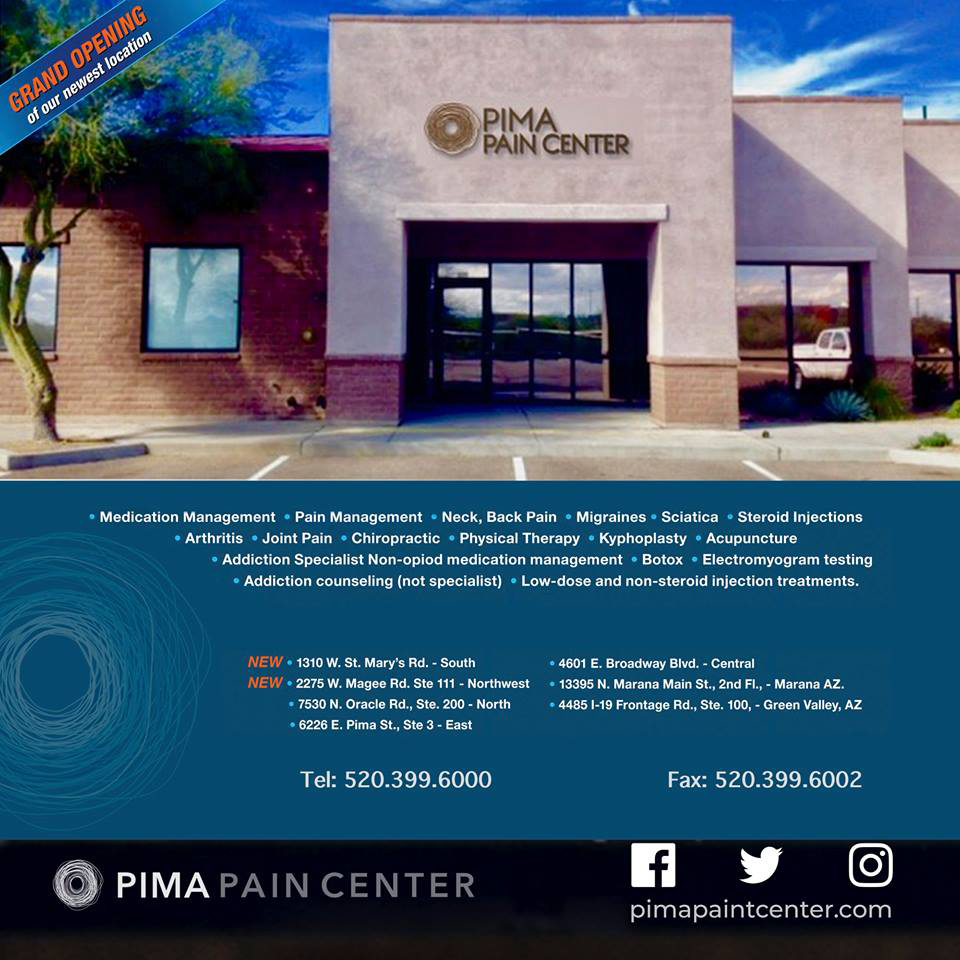 GRAND OPENING
of our newest location
PIMA
PAIN CENTER
• Medication Management • Pain Management • Neck, Back Pain • Migraines • Sciatica • Steroid Injections
• Arthritis • Joint Pain • Chiropractic • Physical Therapy • Kyphoplasty • Acupuncture
• Addiction Specialist Non-opiod medication management • Botox • Electromyogram testing
• Addiction counseling (not specialist) • Low-dose and non-steroid injection treatments.
NEW • 1310 W. St. Mary's Rd. - South
NEW • 2275 W. Magee Rd. Ste 111 - Northwest
• 7530 N. Oracle Rd., Ste. 200 - North
• 6226 E. Pima St., Ste 3 - East
• 4601 E. Broadway Blvd. - Central
• 13395 N. Marana Main St., 2nd Fl., - Marana AZ.
• 4485 I-19 Frontage Rd., Ste. 100, - Green Valley, AZ
Tel: 520.399.6000
Fax: 520.399.6002
PIMA PAIN CENTER
pimapaintcenter.com